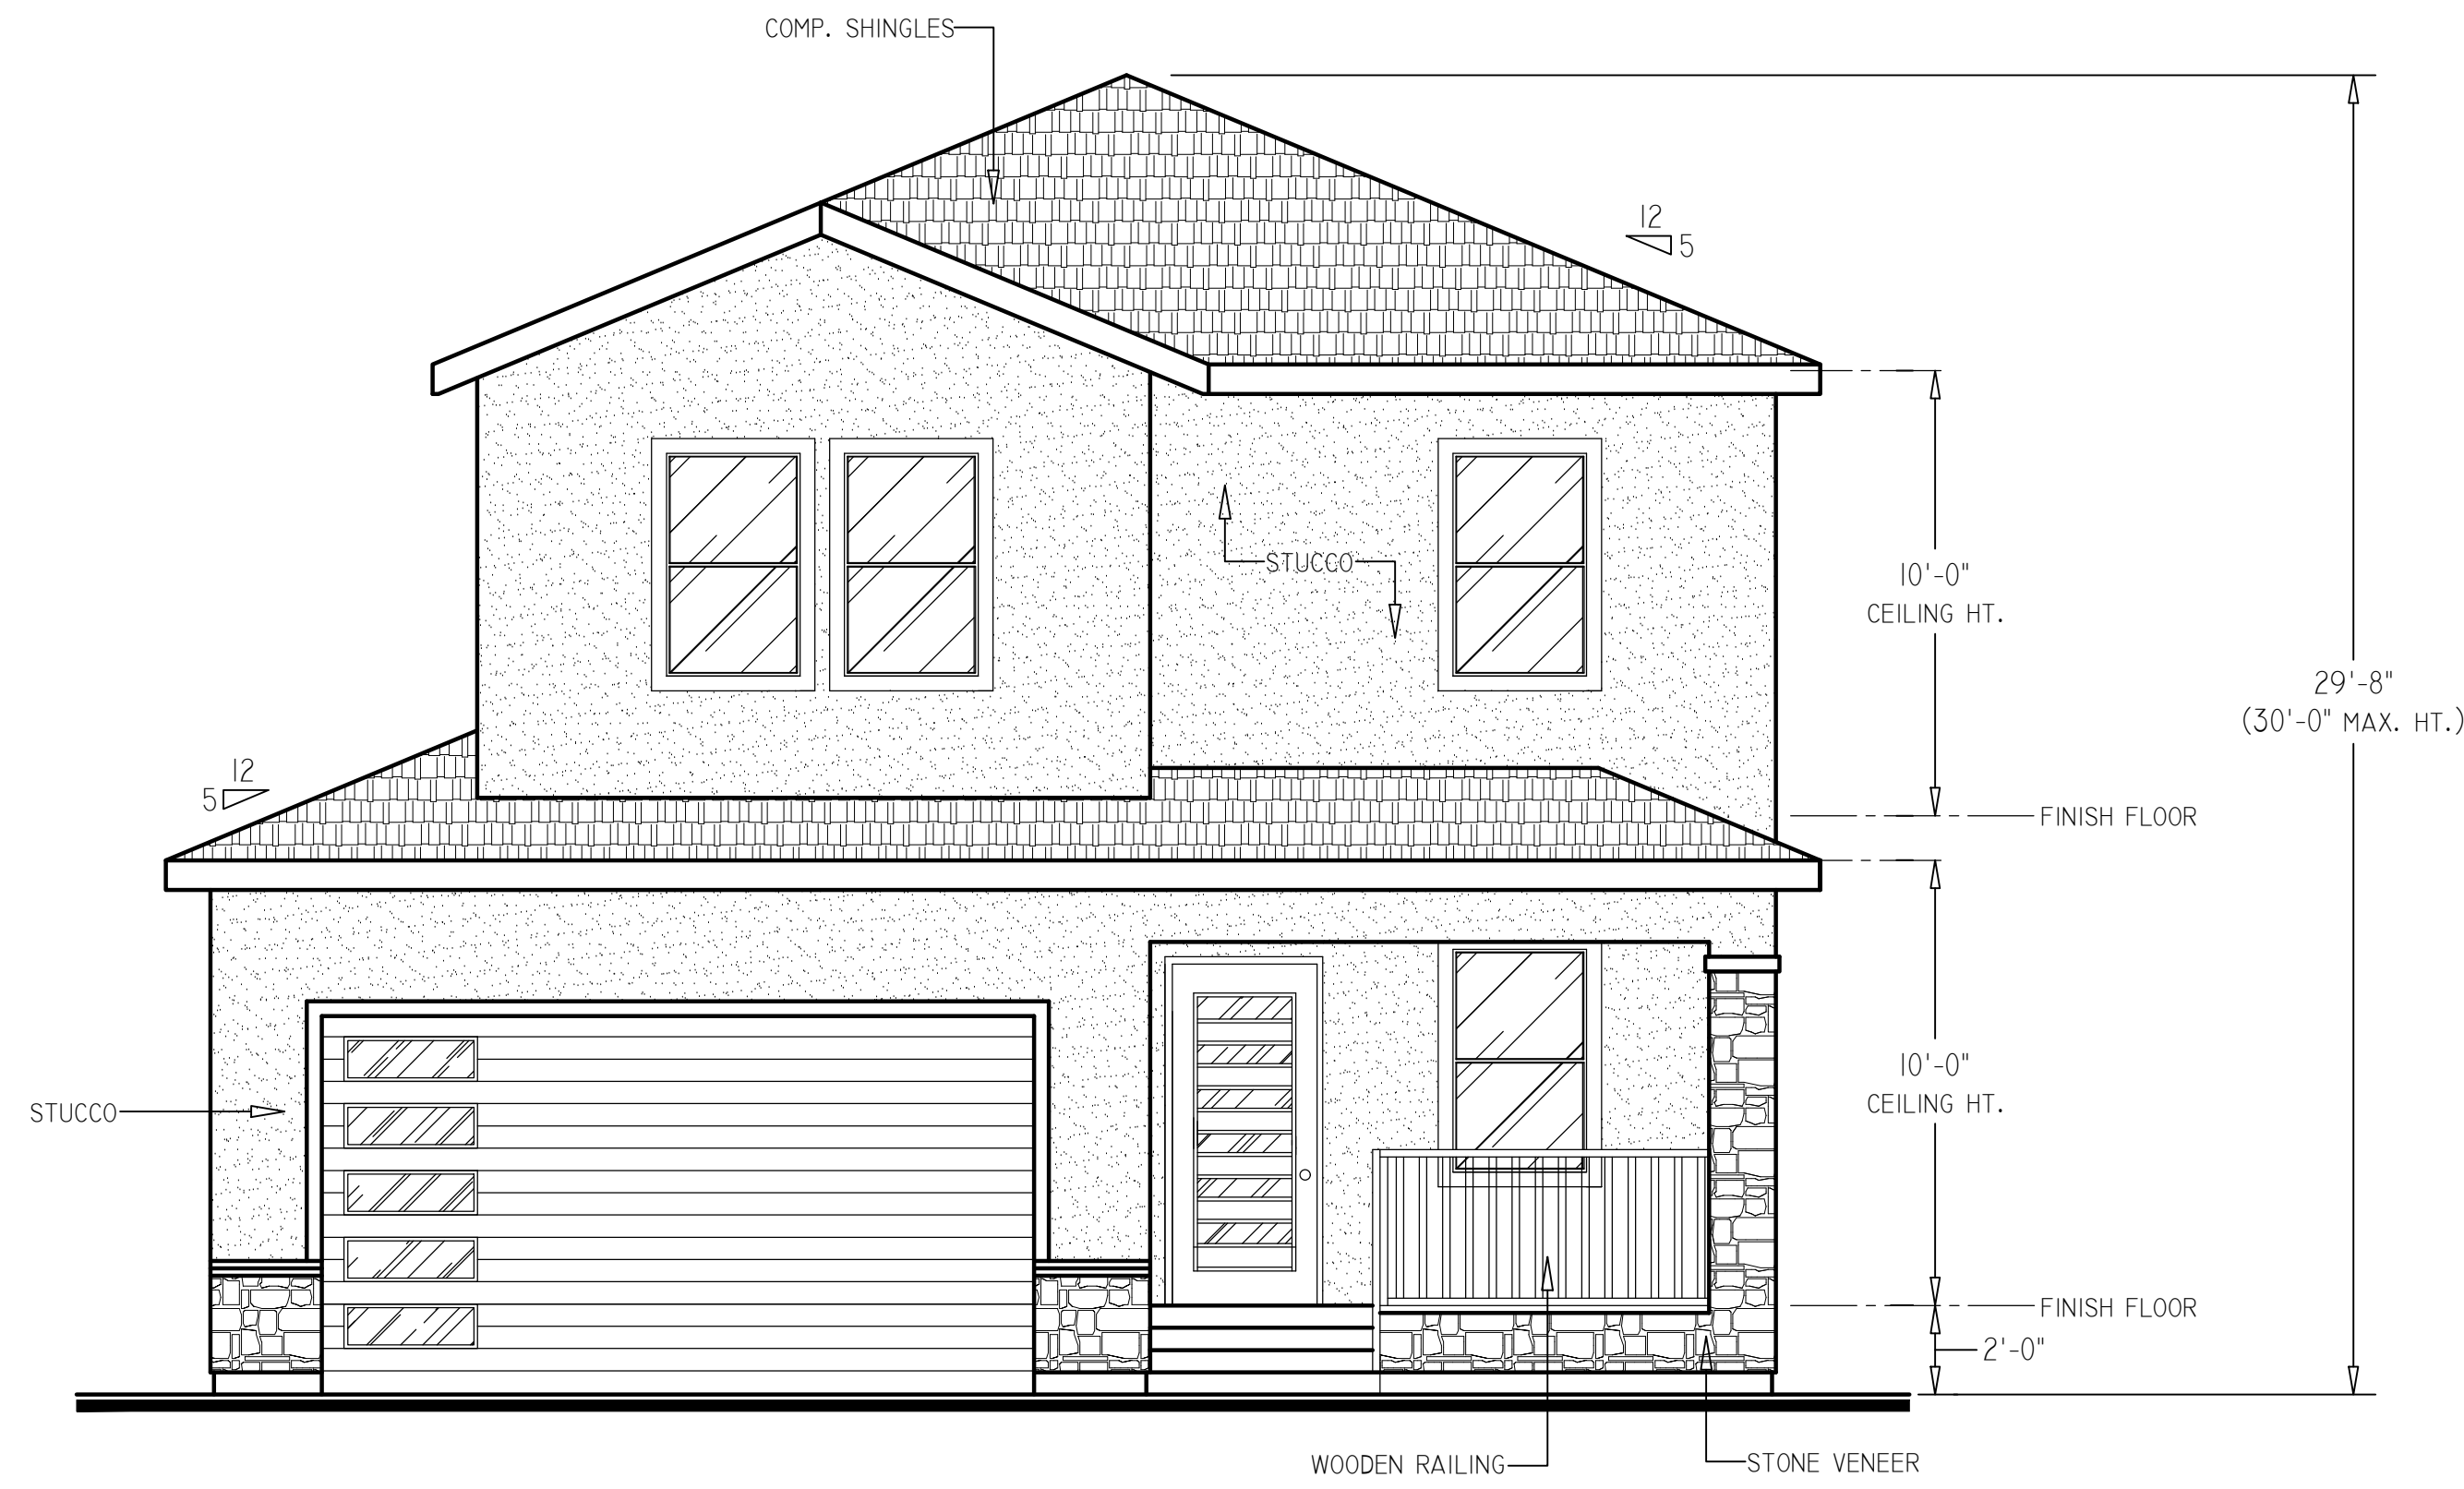 COMP. SHINGLES
12
5
STUCCO
10'-0"
CEILING HT.
29'-8"
(30'-0" MAX. HT.)
12
5
FINISH FLOOR
10'-0"
CEILING HT.
STUCCO
FINISH FLOOR
2'-0"
WOODEN RAILING
STONE VENEER